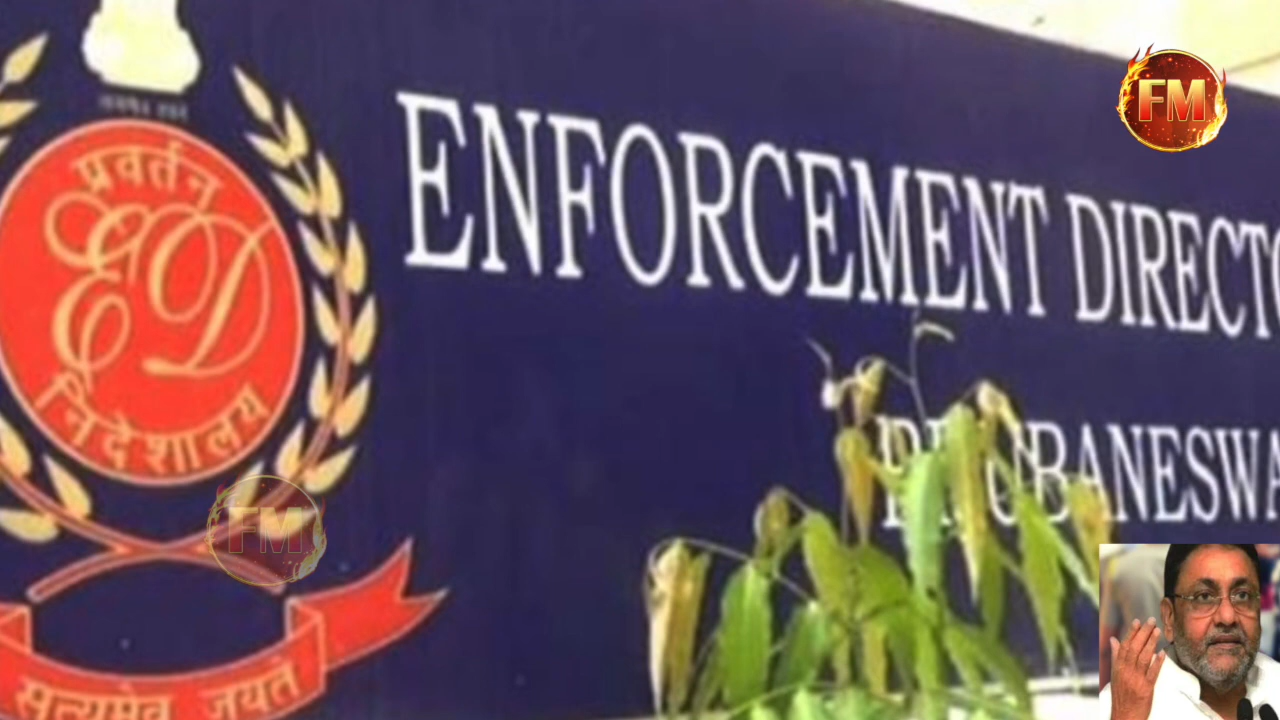 FM
ENFORCEMENT DIRECTO
प्रवर्तन
ED
निदेशालय
FM
सत्यमेव जयते